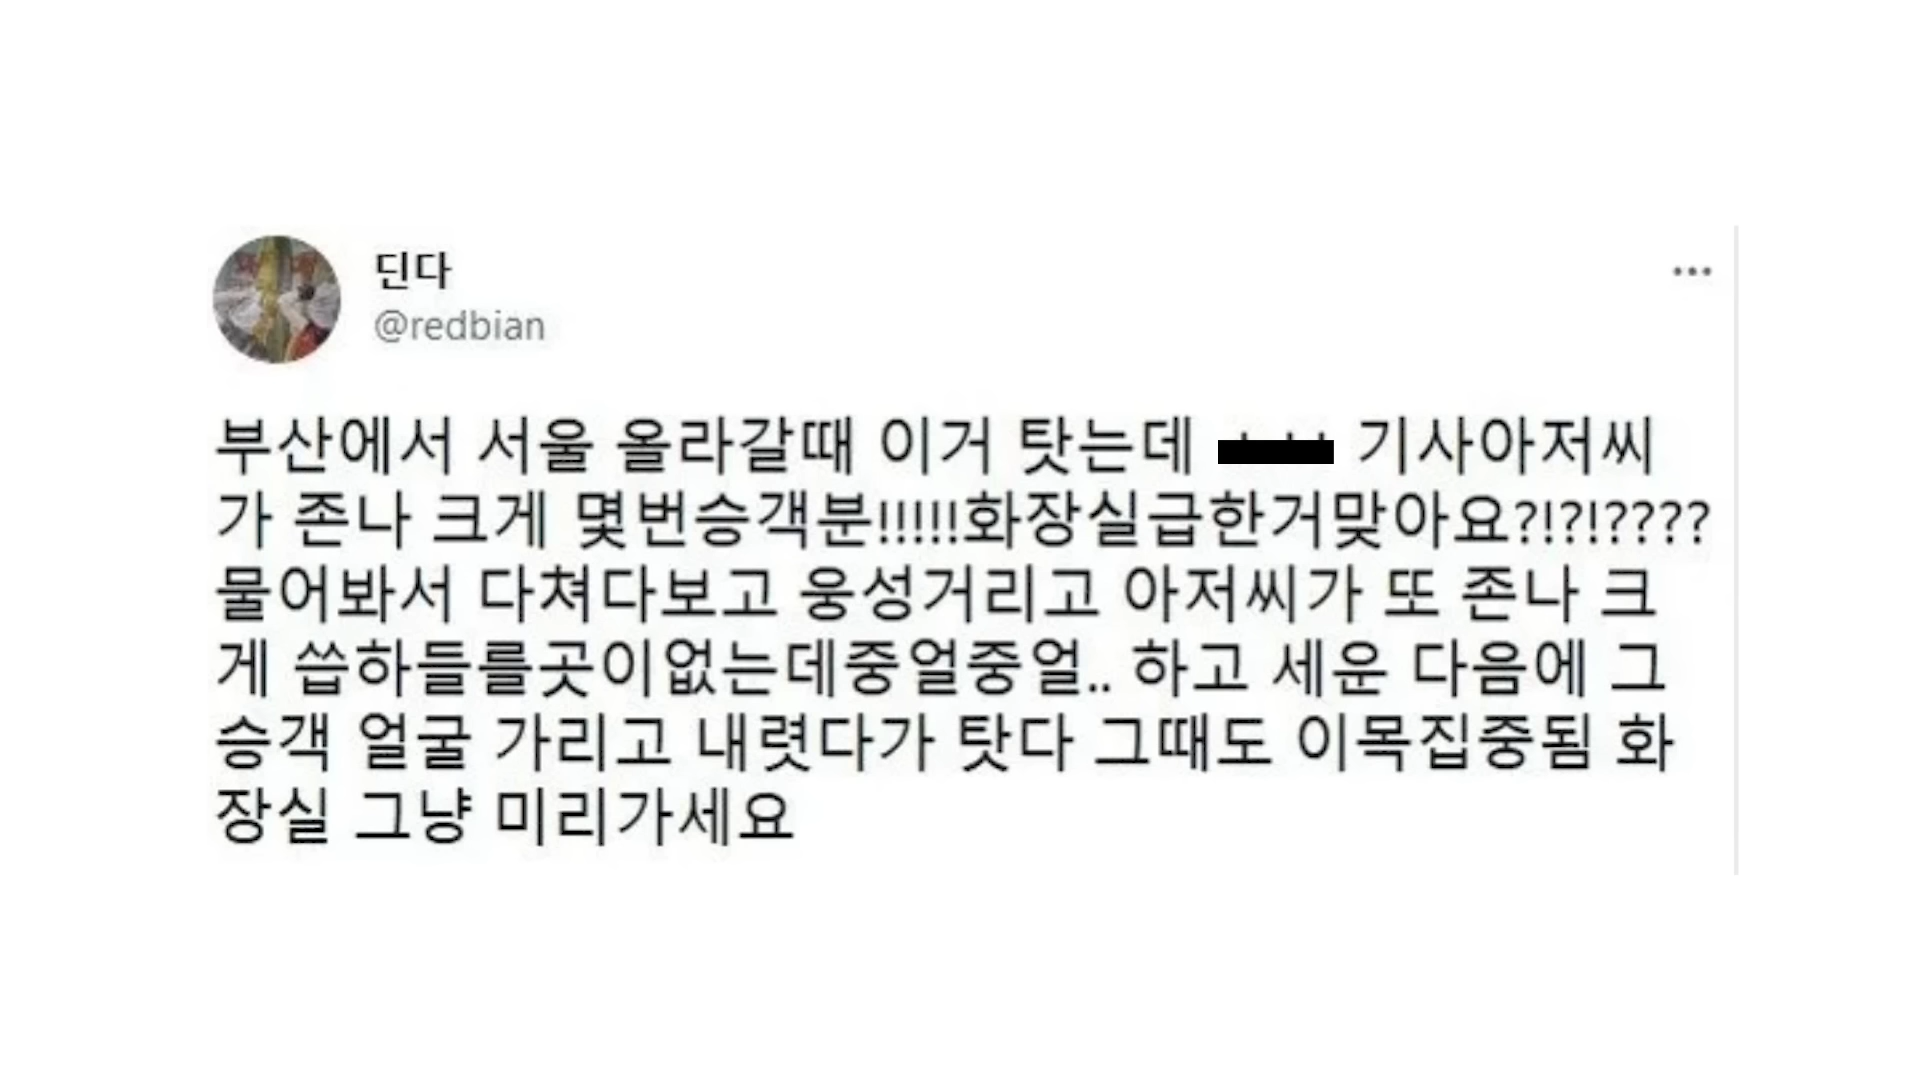 딘다
@redbian
부산에서 서울 올라갈때 이거 탓는데 기사아저씨
가 존나 크게 몇번승객분!!!!!화장실급한거맞아요?!?!????
물어봐서 다쳐다보고 웅성거리고 아저씨가 또 존나 크
게 씁하들를곳이없는데중얼중얼.. 하고 세운 다음에 그
승객 얼굴 가리고 내렷다가 탓다 그때도 이목집중됨 화
장실 그냥 미리가세요